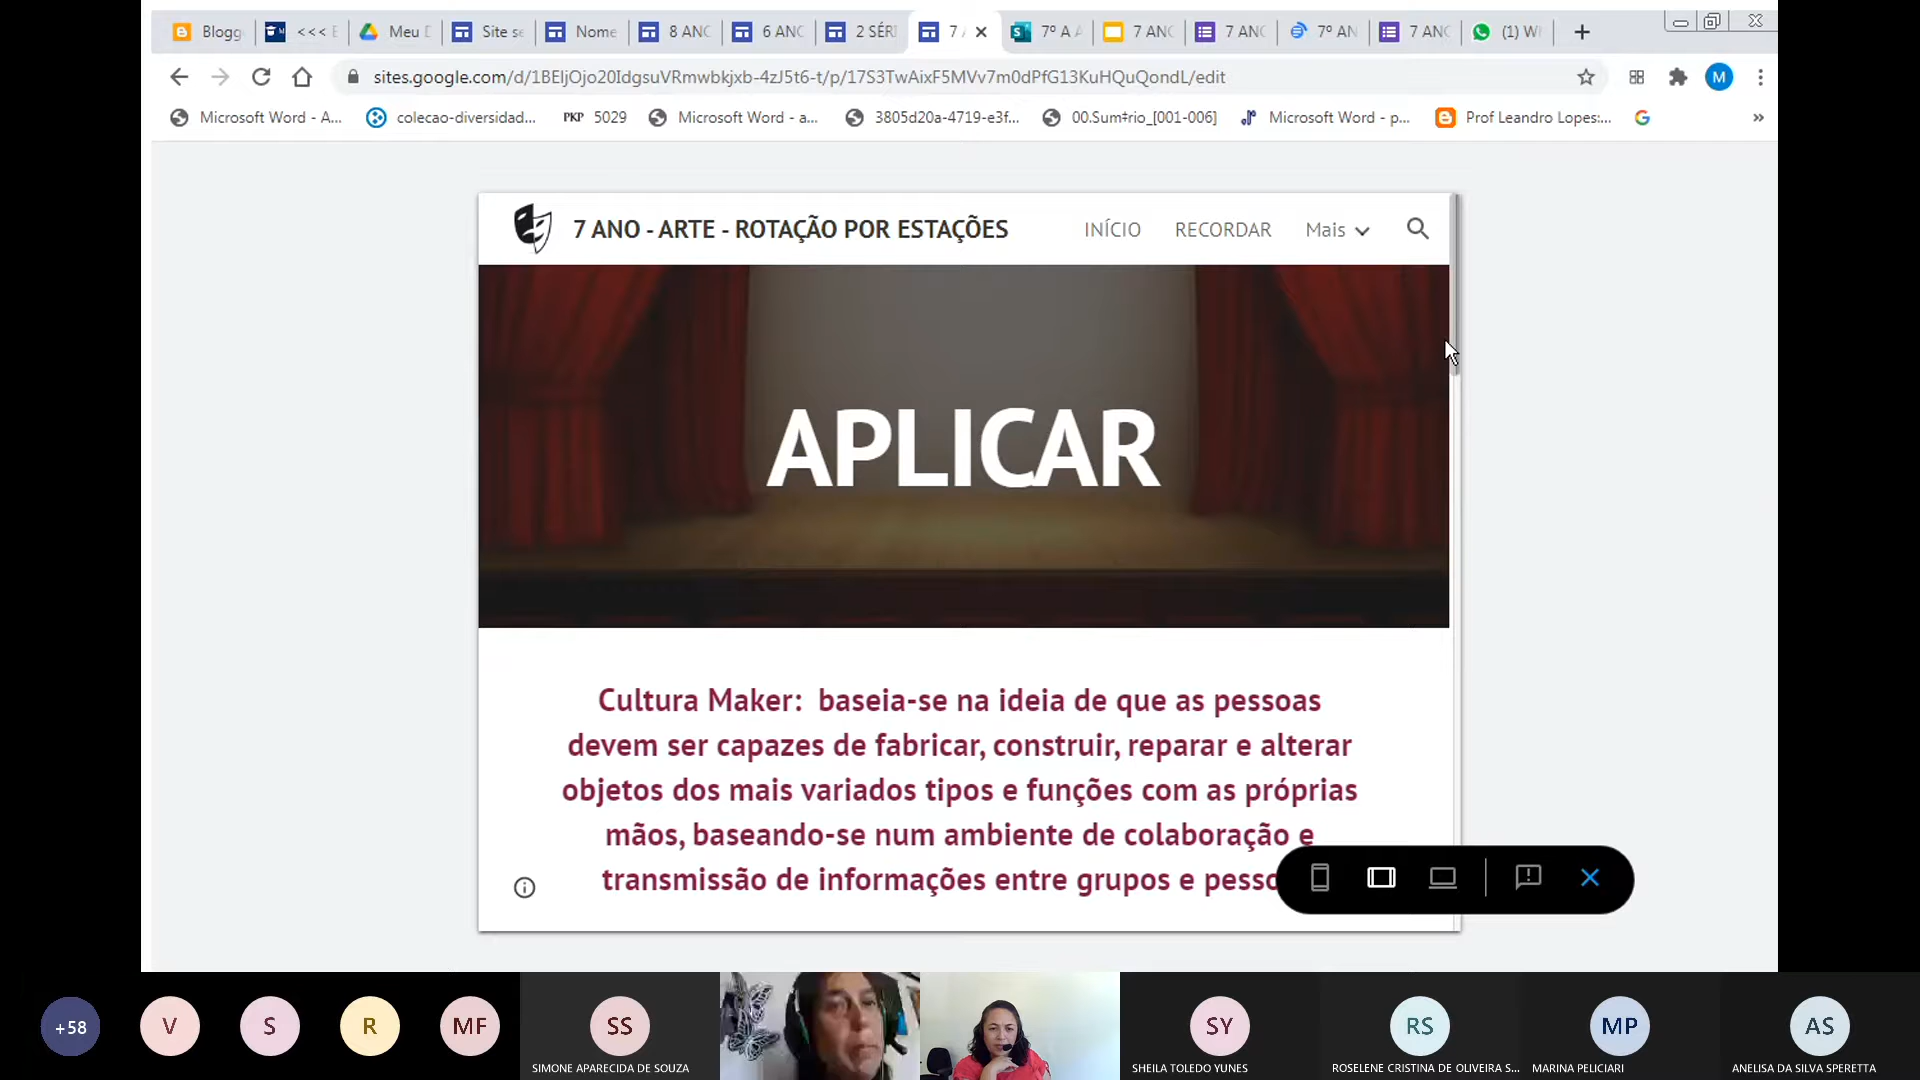 Blogg
<<< E
Meu D
Site se
Nome
8 ANO
6 ANO
2 SÉRI
7 A
7º A A
7 ANO
7 ANO
7º AN
7 ANO
(1) W
sites.google.com/d/1BEljOjo20IdgsuVRmwbkjxb-4zJ5t6-t/p/17S3TwAixF5MVv7m0dPfG13KuHQuQondL/edit
M
Microsoft Word - A...
colecao-diversidad...
PKP 5029
Microsoft Word - a...
3805d20a-4719-e3f...
00.Sum‡rio_[001-006]
Microsoft Word - p...
Prof Leandro Lopes:...
»
7 ANO - ARTE - ROTAÇÃO POR ESTAÇÕES
INÍCIO
RECORDAR
Mais
APLICAR
Cultura Maker: baseia-se na ideia de que as pessoas
devem ser capazes de fabricar, construir, reparar e alterar
objetos dos mais variados tipos e funções com as próprias
mãos, baseando-se num ambiente de colaboração e
transmissão de informações entre grupos e pesso
+58
V
S
R
MF
SS
SIMONE APARECIDA DE SOUZA
SY
SHEILA TOLEDO YUNES
RS
ROSELENE CRISTINA DE OLIVEIRA S...
MP
MARINA PELICIARI
AS
ANELISA DA SILVA SPERETTA